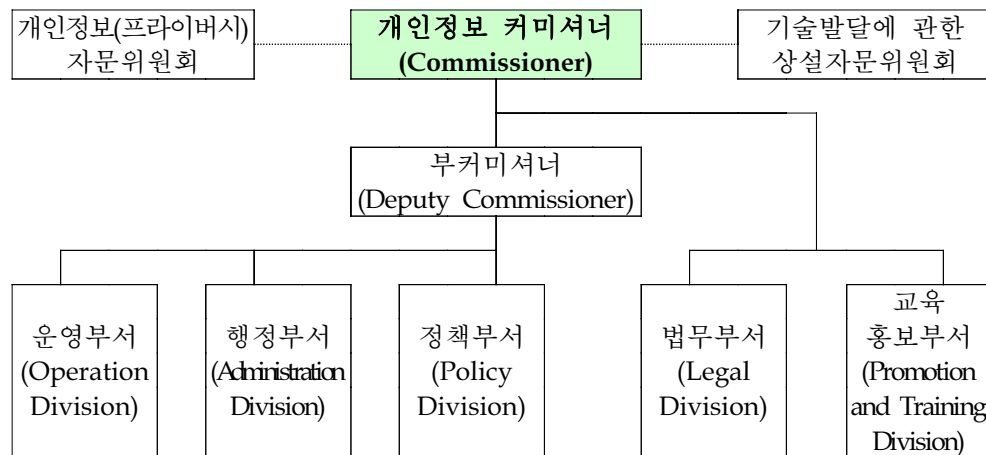 개인정보(프라이버시)
자문위원회
개인정보 커미셔너
(Commissioner)
기술발달에 관한
상설자문위원회
부커미셔너
(Deputy Commissioner)
운영부서
(Operation
Division)
행정부서
(Administration
Division)
정책부서
(Policy
Division)
법무부서
(Legal
Division)
교육
홍보부서
(Promotion
and Training
Division)